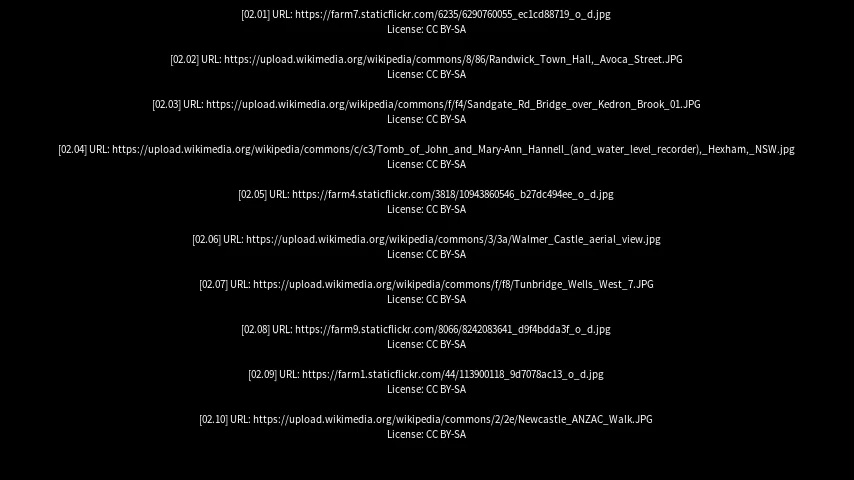 [02.01] URL: https://farm7.staticflickr.com/6235/6290760055_ec1cd88719_o_d.jpg
License: CC BY-SA
[02.02] URL: https://upload.wikimedia.org/wikipedia/commons/8/86/Randwick_Town_Hall,_Avoca_Street.JPG
License: CC BY-SA
[02.03] URL: https://upload.wikimedia.org/wikipedia/commons/f/f4/Sandgate_Rd_Bridge_over_Kedron_Brook_01.JPG
License: CC BY-SA
[02.04] URL: https://upload.wikimedia.org/wikipedia/commons/c/c3/Tomb_of_John_and_Mary-Ann_Hannell_(and_water_level_recorder),_Hexham,_NSW.jpg
License: CC BY-SA
[02.05] URL: https://farm4.staticflickr.com/3818/10943860546_b27dc494ee_o_d.jpg
License: CC BY-SA
[02.06] URL: https://upload.wikimedia.org/wikipedia/commons/3/3a/Walmer_Castle_aerial_view.jpg
License: CC BY-SA
[02.07] URL: https://upload.wikimedia.org/wikipedia/commons/f/f8/Tunbridge_Wells_West_7.JPG
License: CC BY-SA
[02.08] URL: https://farm9.staticflickr.com/8066/8242083641_d9f4bdda3f_o_d.jpg
License: CC BY-SA
[02.09] URL: https://farm1.staticflickr.com/44/113900118_9d7078ac13_o_d.jpg
License: CC BY-SA
[02.10] URL: https://upload.wikimedia.org/wikipedia/commons/2/2e/Newcastle_ANZAC_Walk.JPG
License: CC BY-SA